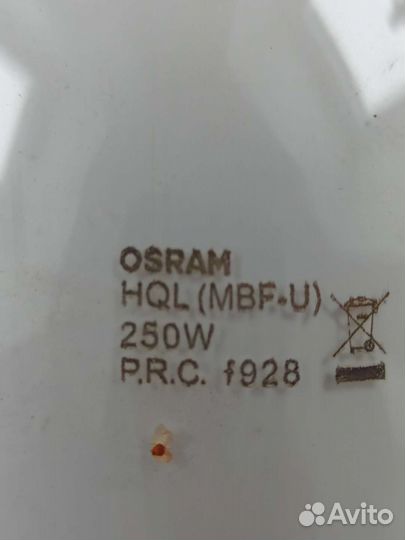 OSRAM
HQL (MBF-U)
250W
P.R.C. f928
Avito